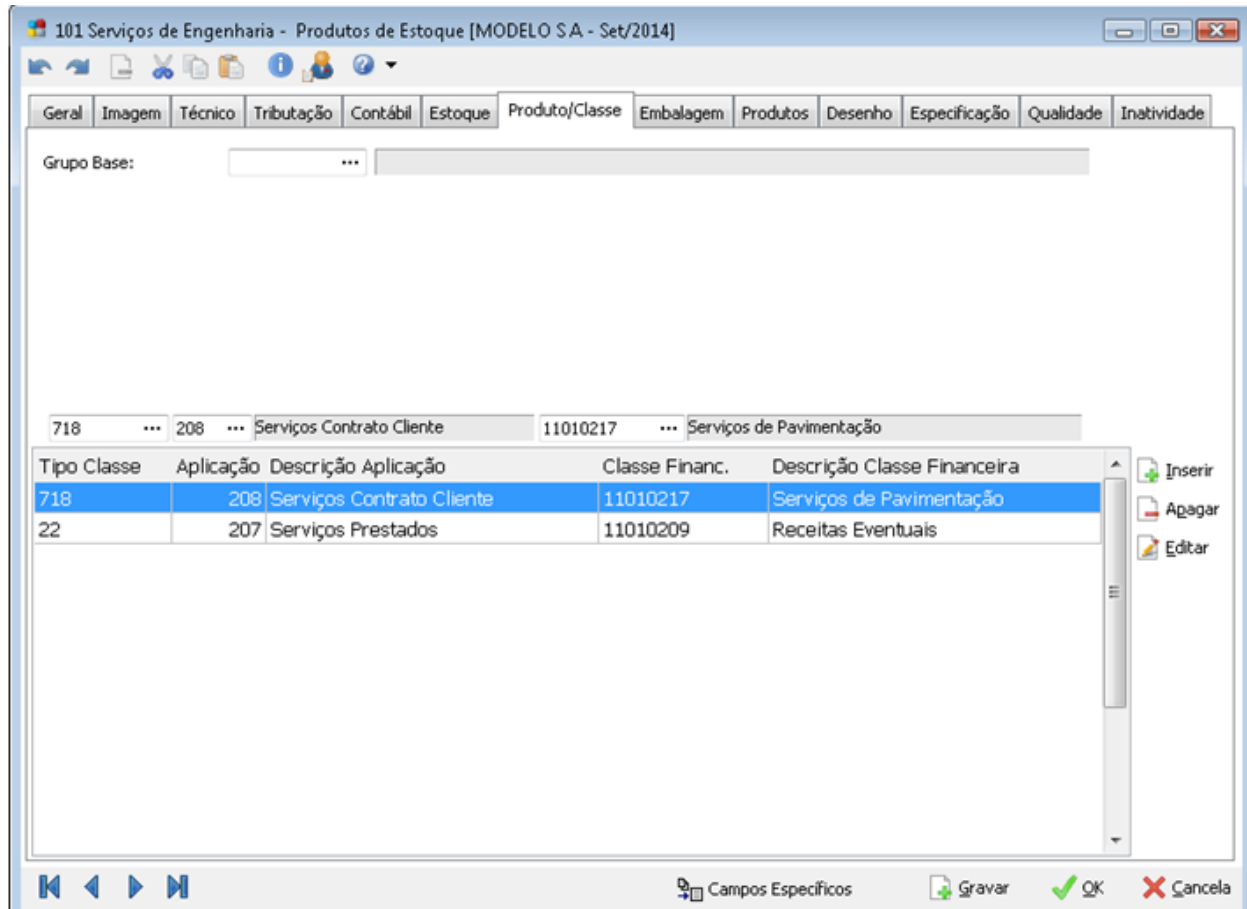 101 Serviços de Engenharia - Produtos de Estoque [MODELO S A - Set/2014]
Geral Imagem Técnico Tributação Contábil Estoque Produto/Classe Embalagem Produtos Desenho Especificação Qualidade Inatividade
Grupo Base: ...
718 ... 208 ... Serviços Contrato Cliente 11010217 ... Serviços de Pavimentação
Tipo Classe Aplicação Descrição Aplicação Classe Financ. Descrição Classe Financeira
718 208 Serviços Contrato Cliente 11010217 Serviços de Pavimentação
22 207 Serviços Prestados 11010209 Receitas Eventuais
Inserir
Apagar
Editar
Campos Específicos Gravar OK Cancela